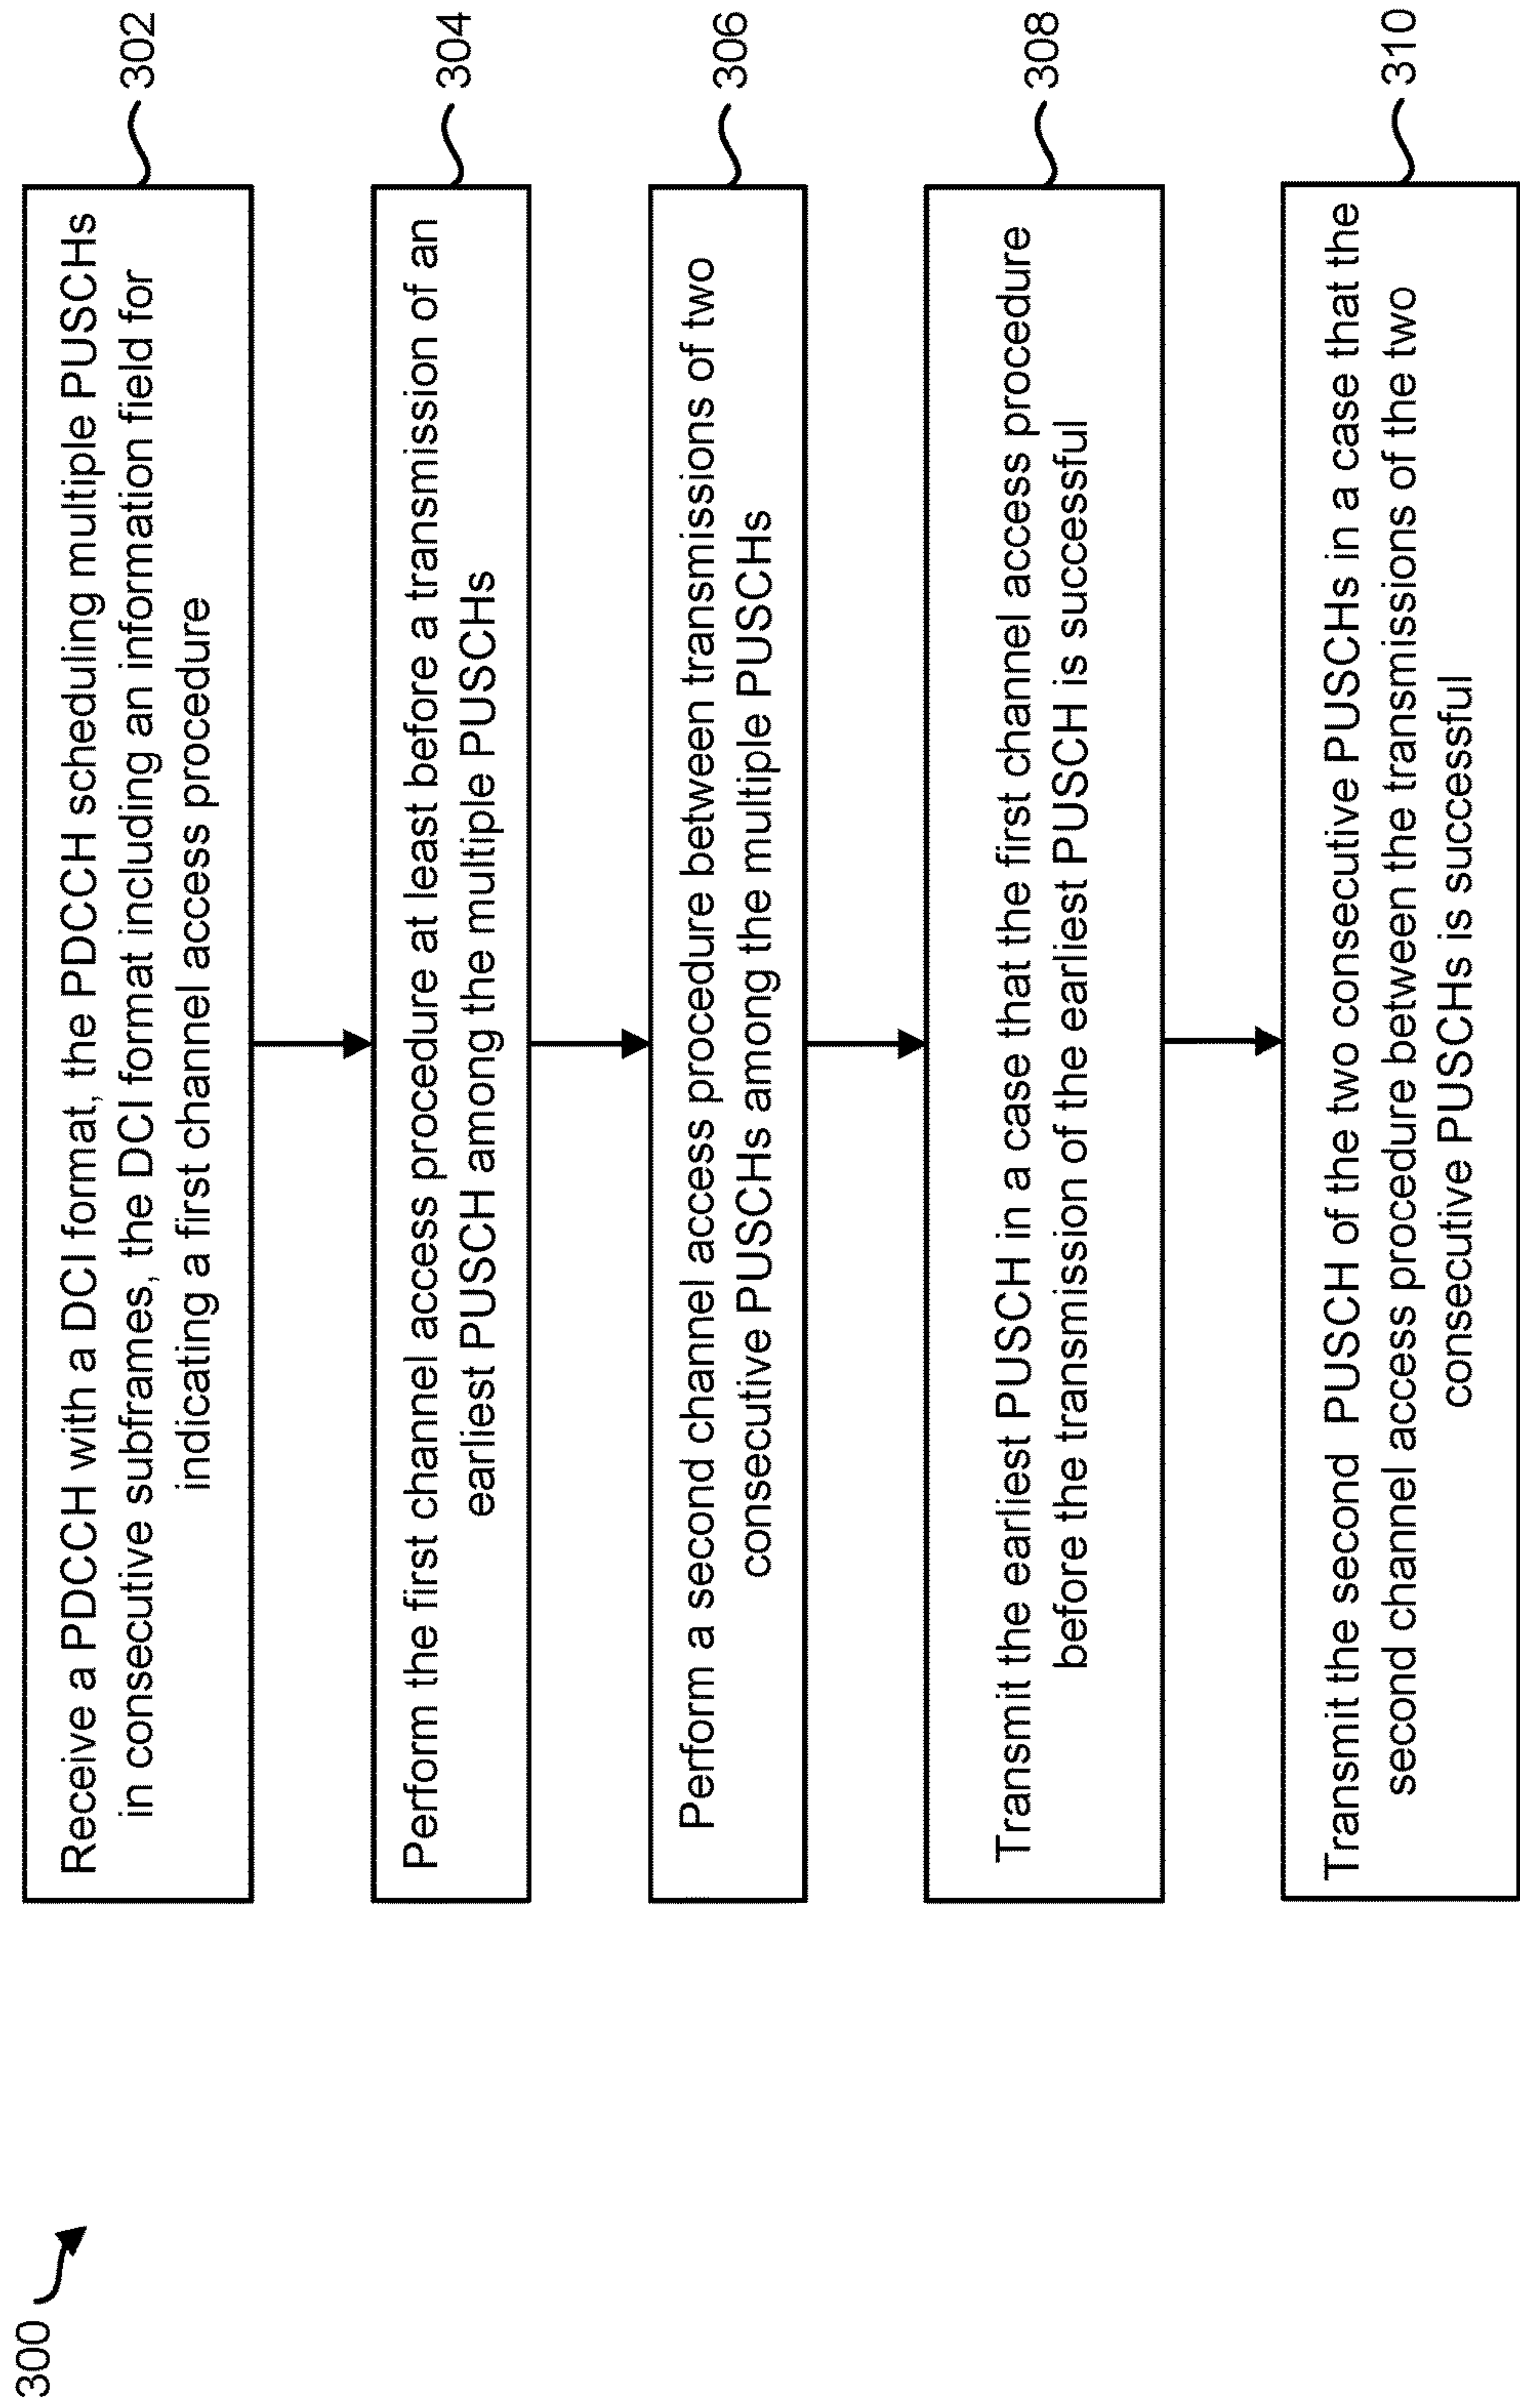 300
Receive a PDCCH with a DCI format, the PDCCH scheduling multiple PUSCHs
in consecutive subframes, the DCI format including an information field for
indicating a first channel access procedure
302
Perform the first channel access procedure at least before a transmission of an
earliest PUSCH among the multiple PUSCHs
304
Perform a second channel access procedure between transmissions of two
consecutive PUSCHs among the multiple PUSCHs
306
Transmit the earliest PUSCH in a case that the first channel access procedure
before the transmission of the earliest PUSCH is successful
308
Transmit the second PUSCH of the two consecutive PUSCHs in a case that the
second channel access procedure between the transmissions of the two
consecutive PUSCHs is successful
310